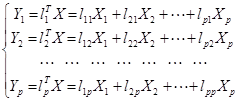 Y₁ = l₁ᵀX = l₁₁X₁ + l₂₁X₂ + ⋯ + lₚ₁Xₚ
Y₂ = l₂ᵀX = l₁₂X₁ + l₂₂X₂ + ⋯ + lₚ₂Xₚ
… … … … … … …
Yₚ = lₚᵀX = l₁ₚX₁ + l₂ₚX₂ + ⋯ + lₚₚXₚ